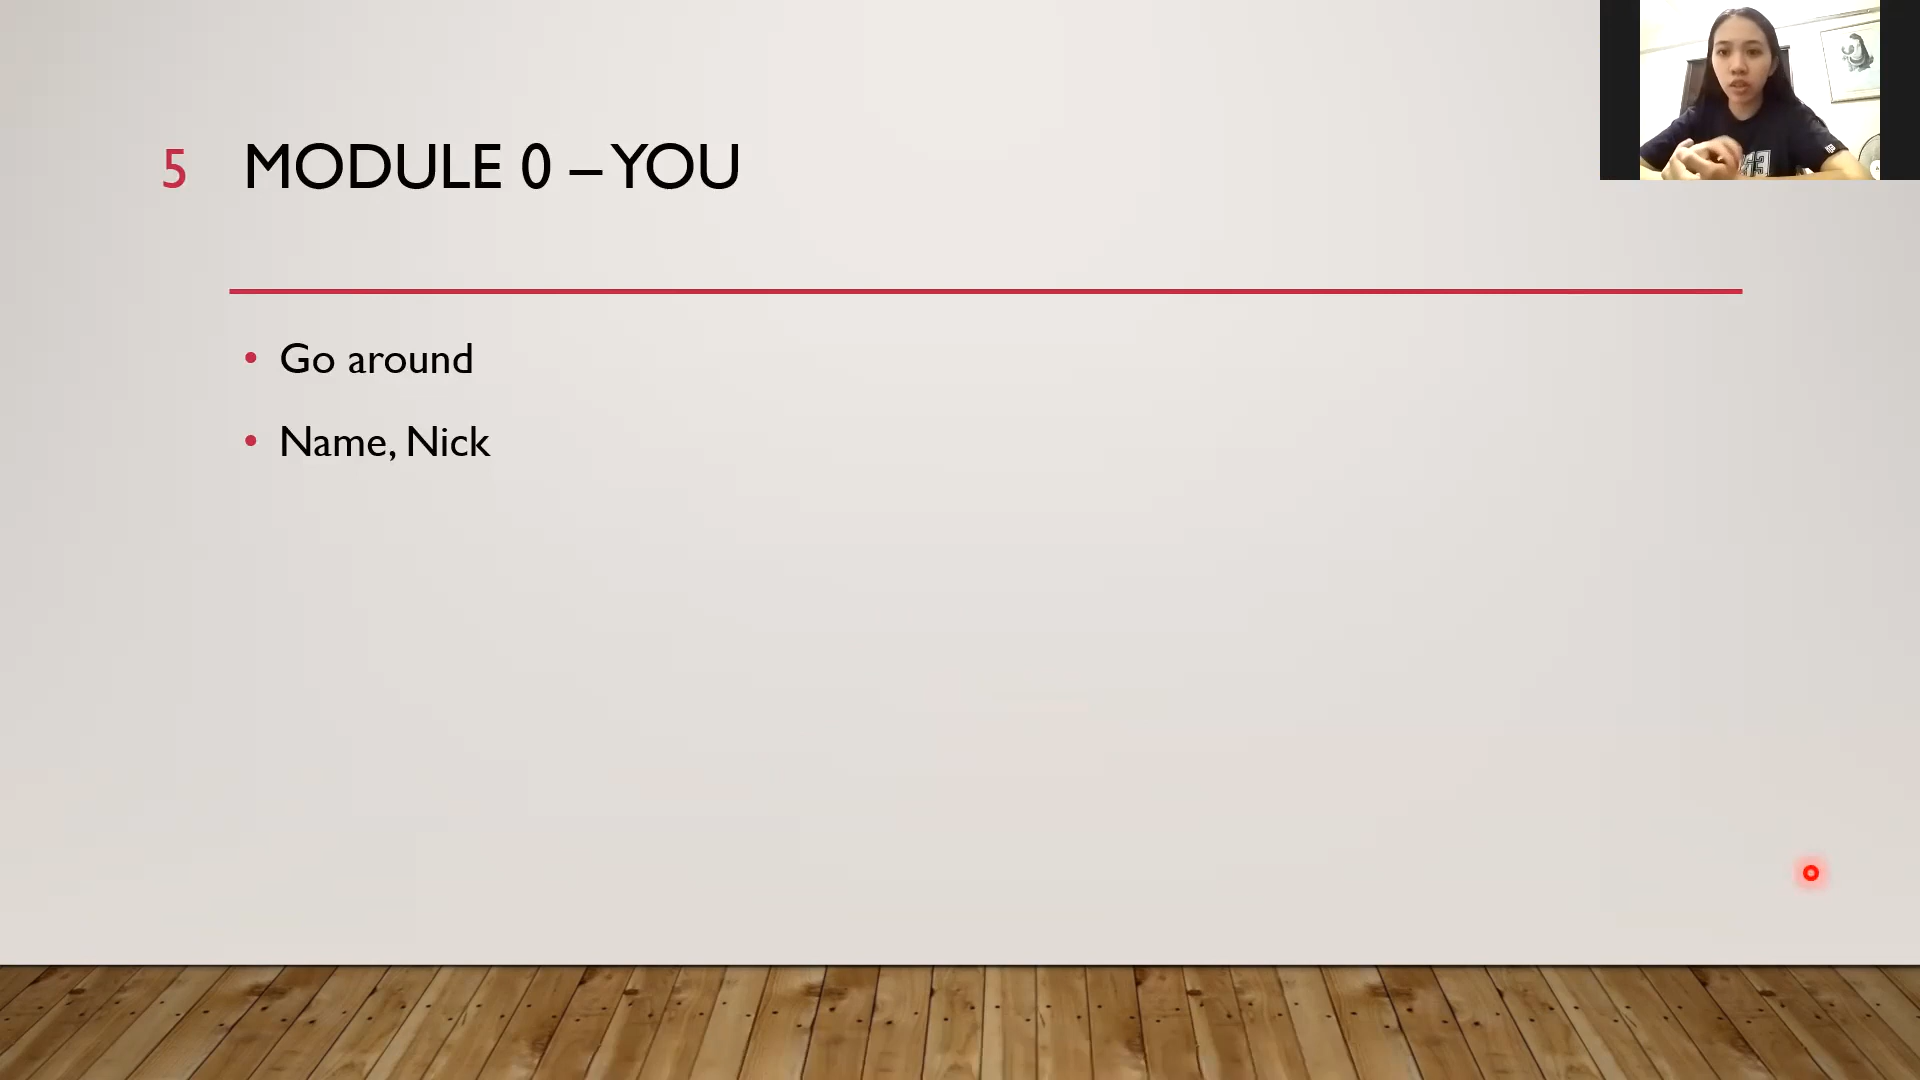 5 MODULE 0 – YOU
• Go around
• Name, Nick